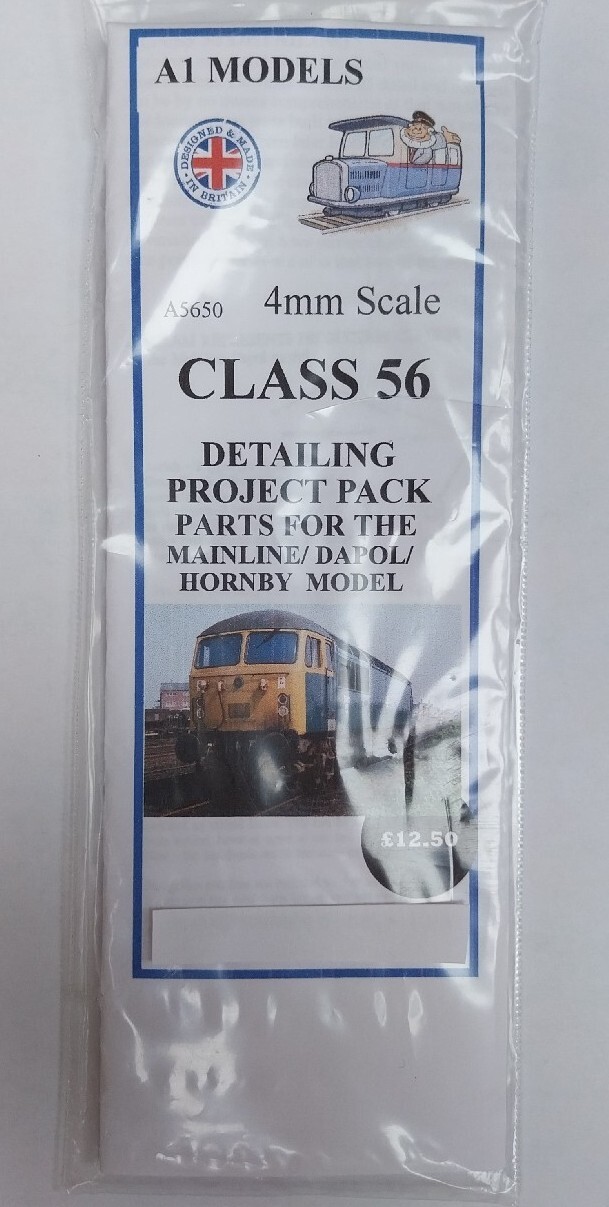 A1 MODELS
DESIGNED & MADE
· IN BRITAIN ·
A5650 4mm Scale
CLASS 56
DETAILING
PROJECT PACK
PARTS FOR THE
MAINLINE/ DAPOL/
HORNBY MODEL
£12.50